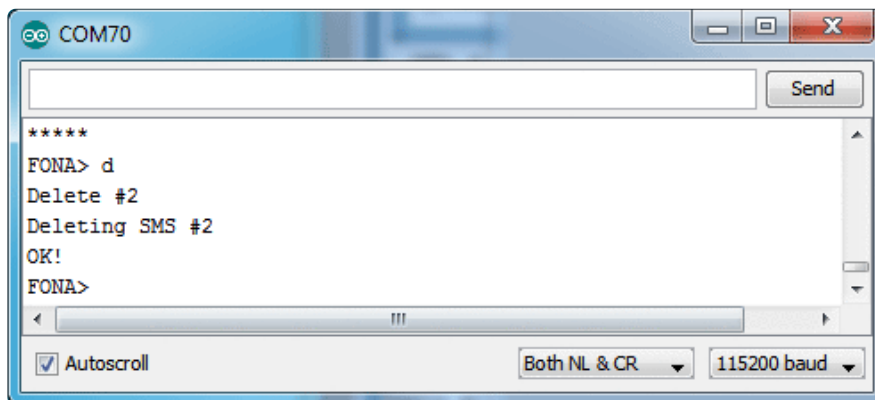 COM70
Send
*****
FONA> d
Delete #2
Deleting SMS #2
OK!
FONA>
Autoscroll
Both NL & CR
115200 baud